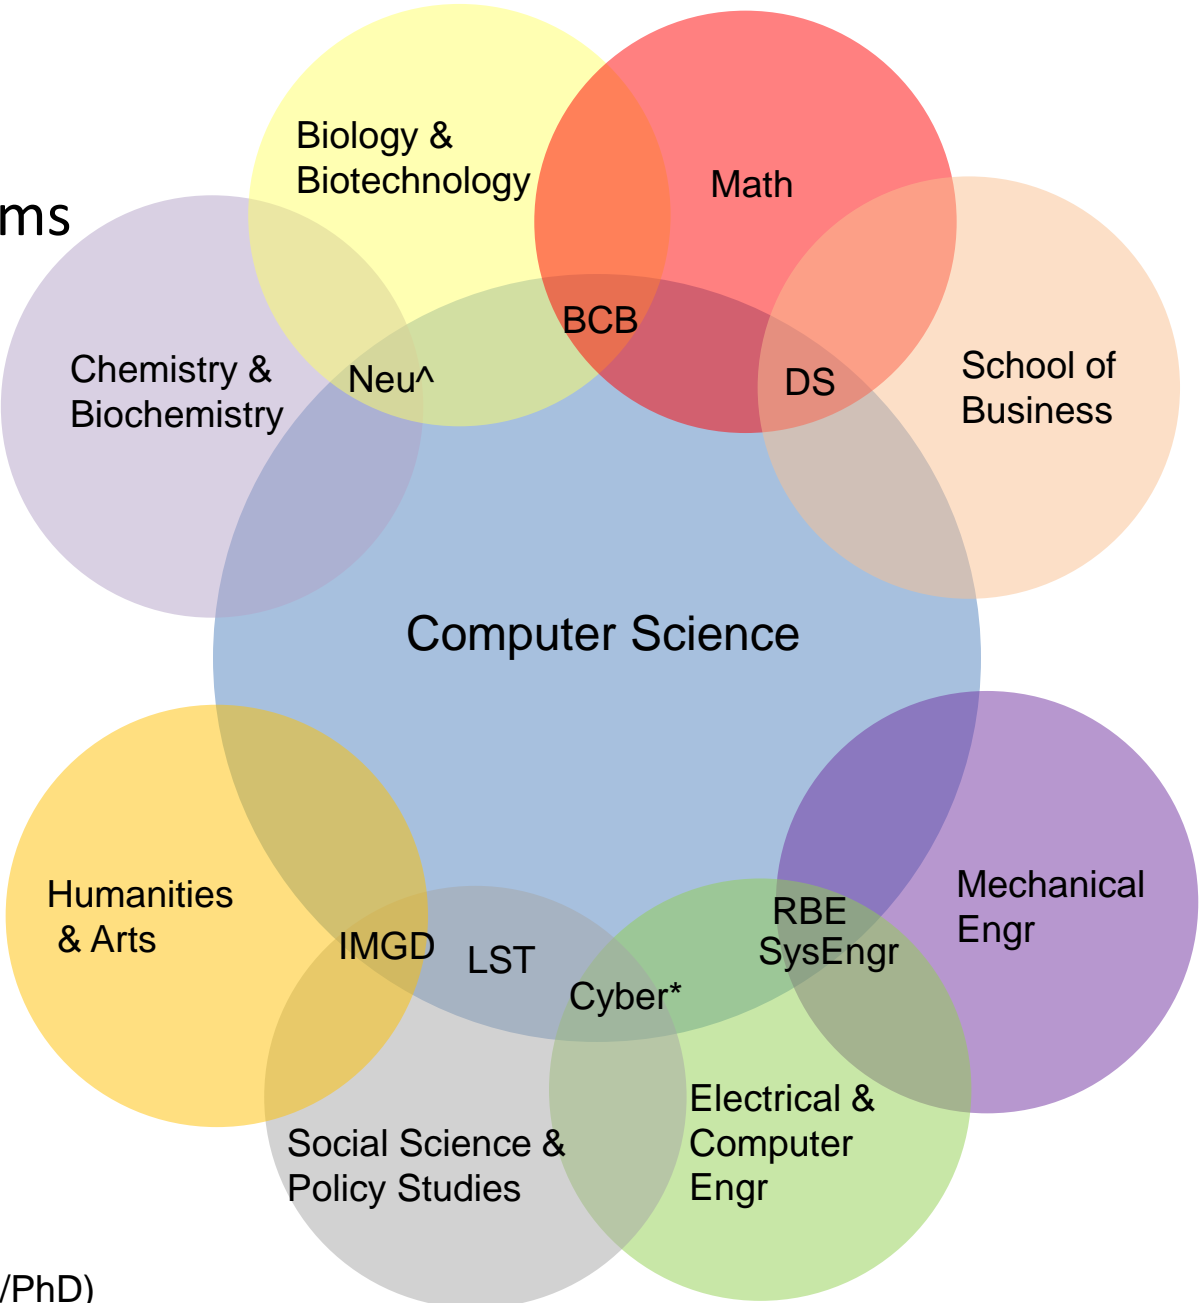 Biology &
Biotechnology
Math
ms
Chemistry &
Biochemistry
BCB
Neu^
DS
School of
Business
Computer Science
Humanities
& Arts
IMGD
LST
Cyber*
RBE
SysEngr
Mechanical
Engr
Social Science &
Policy Studies
Electrical &
Computer
Engr
/PhD)